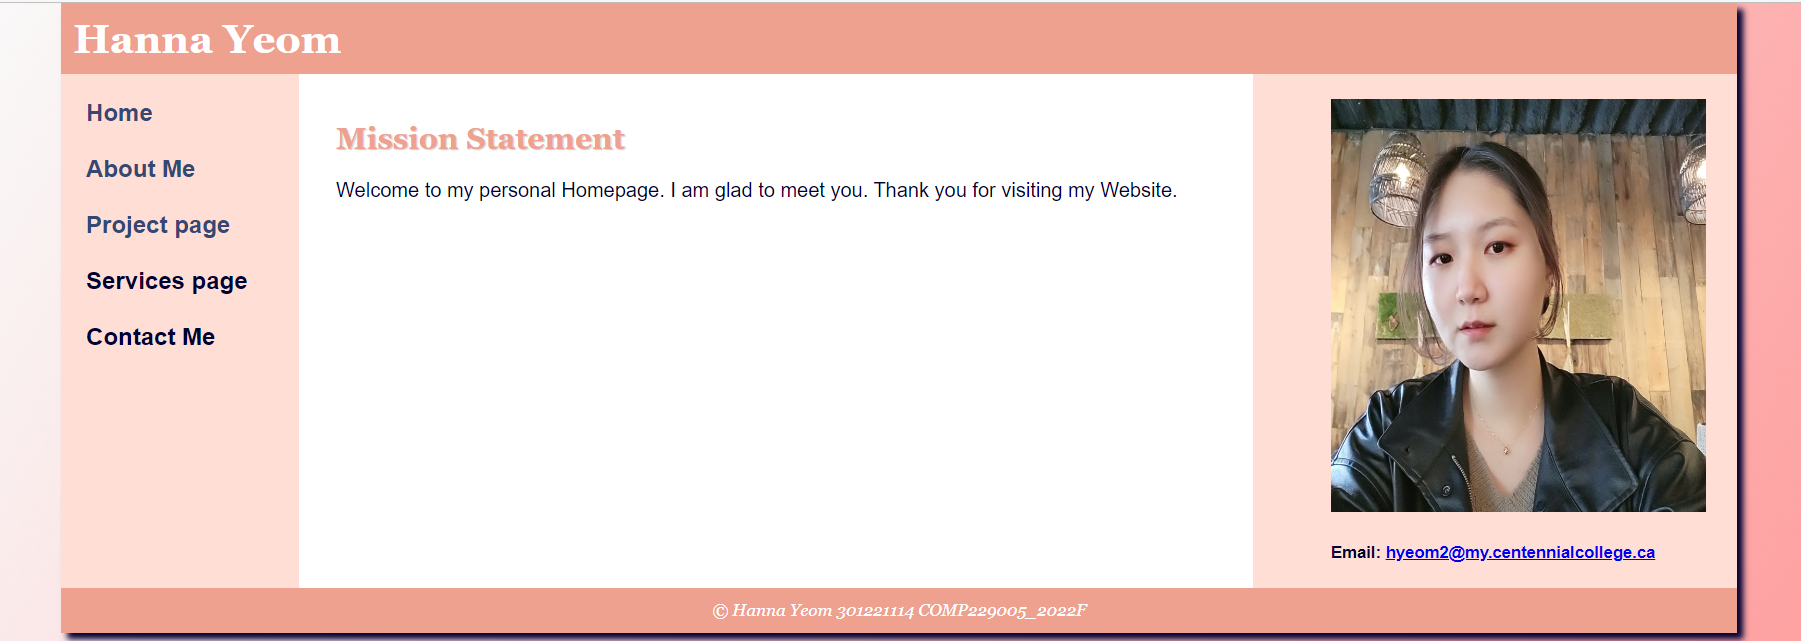 Hanna Yeom
Home
About Me
Project page
Services page
Contact Me
Mission Statement
Welcome to my personal Homepage. I am glad to meet you. Thank you for visiting my Website.
Email: hyeom2@my.centennialcollege.ca
© Hanna Yeom 301221114 COMP229005_2022F